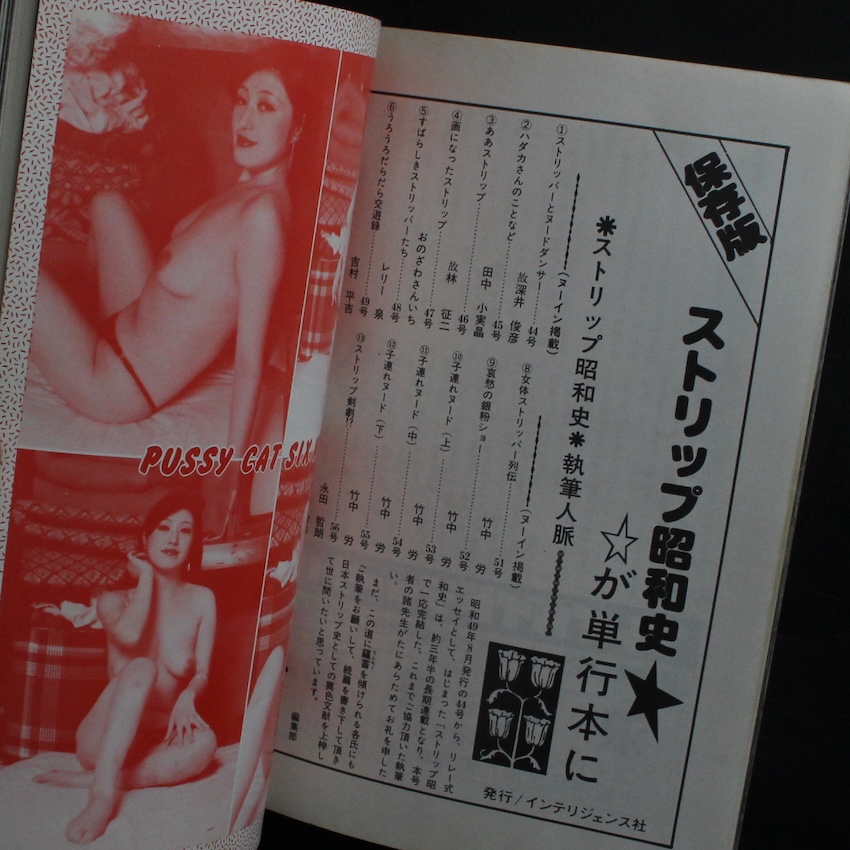 保存版
ストリップ昭和史★
☆が単行本に
発行/インテリジェンス社
＊ストリップ昭和史＊執筆人脈
①ストリッパーとヌードダンサー……(ヌーイン掲載)
②ハダカさんのことなど……故深井 俊彦 44号
③ああストリップ……田中 小実昌 45号
④画になったストリップ……故林 征二 46号
⑤すばらしきストリッパーたち おのざわさんいち 47号
⑥うろうろだらだら交遊録……レリー 泉 48号
吉村 平吉 49号
⑧女体ストリッパー列伝……(ヌーイン掲載) 51号
⑨哀愁の銀粉ショー……竹中 労 52号
⑩子連れヌード(上)……竹中 労 53号
⑪子連れヌード(中)……竹中 労 54号
⑫子連れヌード(下)……竹中 労 55号
⑬ストリップ剣劇!?……永田 哲朗 56号
昭和49年8月発行の44号から、リレー式
エッセイとして、はじまった「ストリップ昭
和史」は、約三年半の長期連載となり、本号
で一応完結した。これまでご協力頂いた執筆
者の諸先生がたにあらためてお礼を申した
い。
まだ、この道に蘊蓄を傾けられる各氏にも
ご執筆をお願いして、続篇を書き下して頂き
日本ストリップ史としての異色文献を上梓し
て世に問いたいと思っています。
編集部
PUSSY CAT SIX